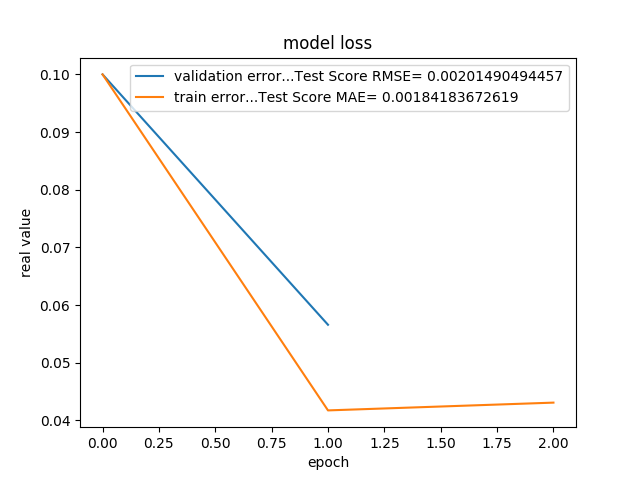 model loss
validation error...Test Score RMSE= 0.00201490494457
train error...Test Score MAE= 0.00184183672619
0.10
0.09
0.08
0.07
0.06
0.05
0.04
real value
0.00 0.25 0.50 0.75 1.00 1.25 1.50 1.75 2.00
epoch